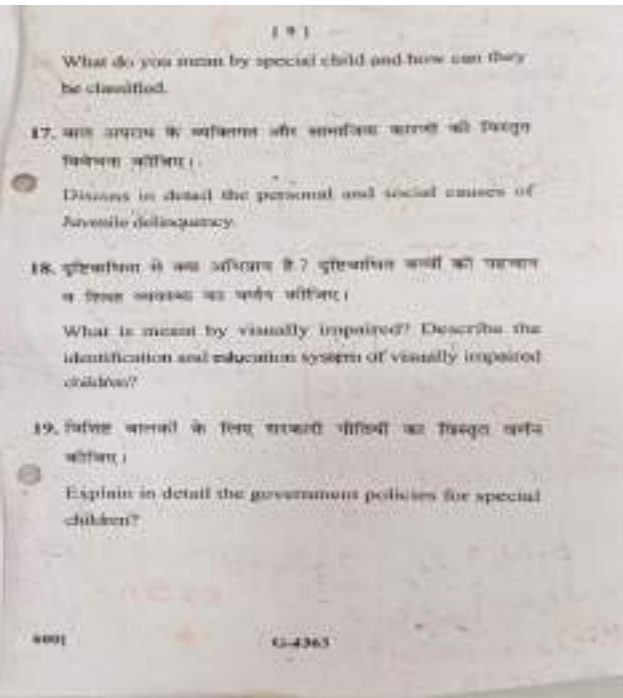 What do you mean by special child and how can they
be classified.
17. बाल अपराध के व्यक्तिगत और सामाजिक कारणों की विस्तृत
विवेचना कीजिए।
Discuss in detail the personal and social causes of
Juvenile delinquency.
18. दृष्टिबाधिता से क्या अभिप्राय है? दृष्टिबाधित बच्चों की पहचान
व शिक्षा व्यवस्था का वर्णन कीजिए।
What is meant by visually impaired? Describe the
identification and education system of visually impaired
children?
19. विशिष्ट बालकों के लिए सरकारी नीतियों का विस्तृत वर्णन
कीजिए।
Explain in detail the government policies for special
children?
G-4363